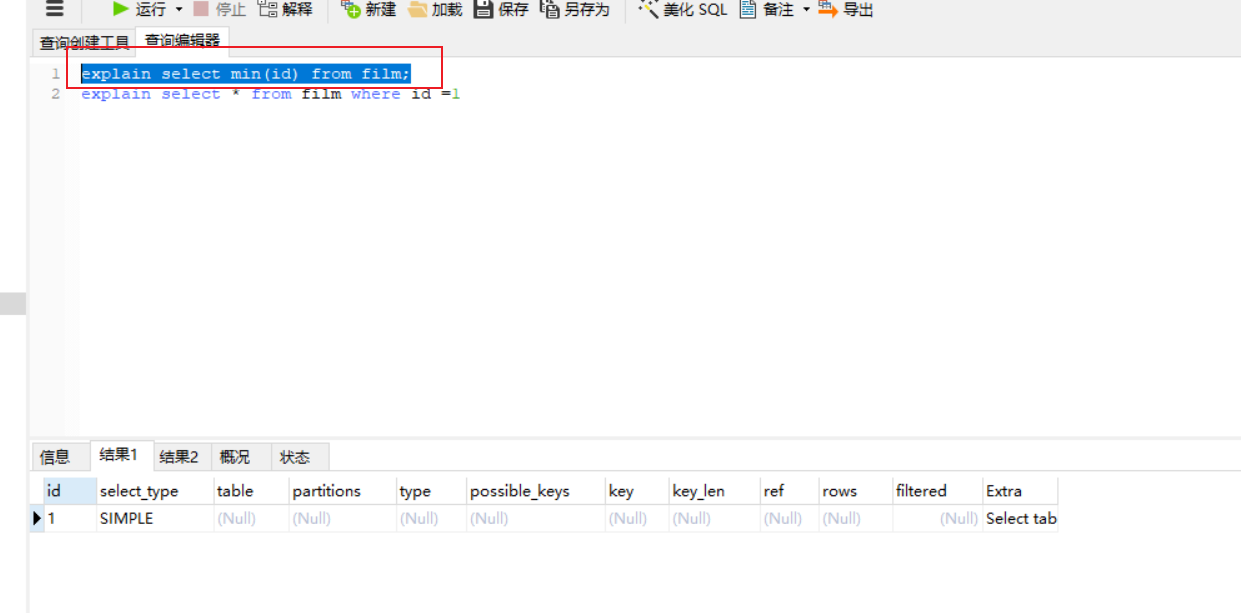 运行 停止 解释 新建 加载 保存 另存为 美化 SQL 备注 导出
查询创建工具 查询编辑器
1 explain select min(id) from film;
2 explain select * from film where id =1
信息 结果1 结果2 概况 状态
id select_type table partitions type possible_keys key key_len ref rows filtered Extra
1 SIMPLE (Null) (Null) (Null) (Null) (Null) (Null) (Null) (Null) (Null) Select tab